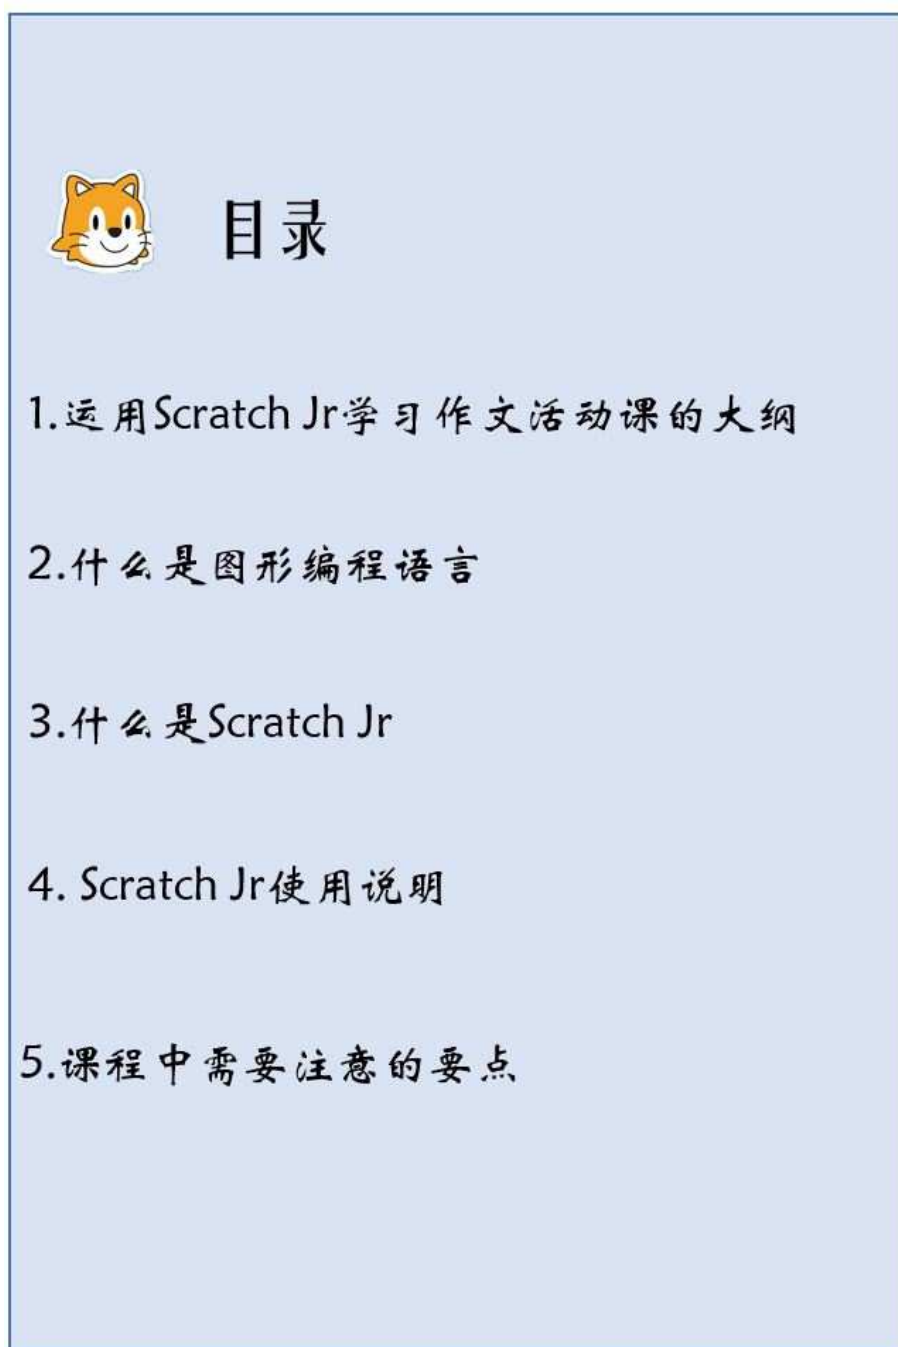 目录
1.运用Scratch Jr学习作文活动课的大纲
2.什么是图形编程语言
3.什么是Scratch Jr
4. Scratch Jr使用说明
5.课程中需要注意的要点